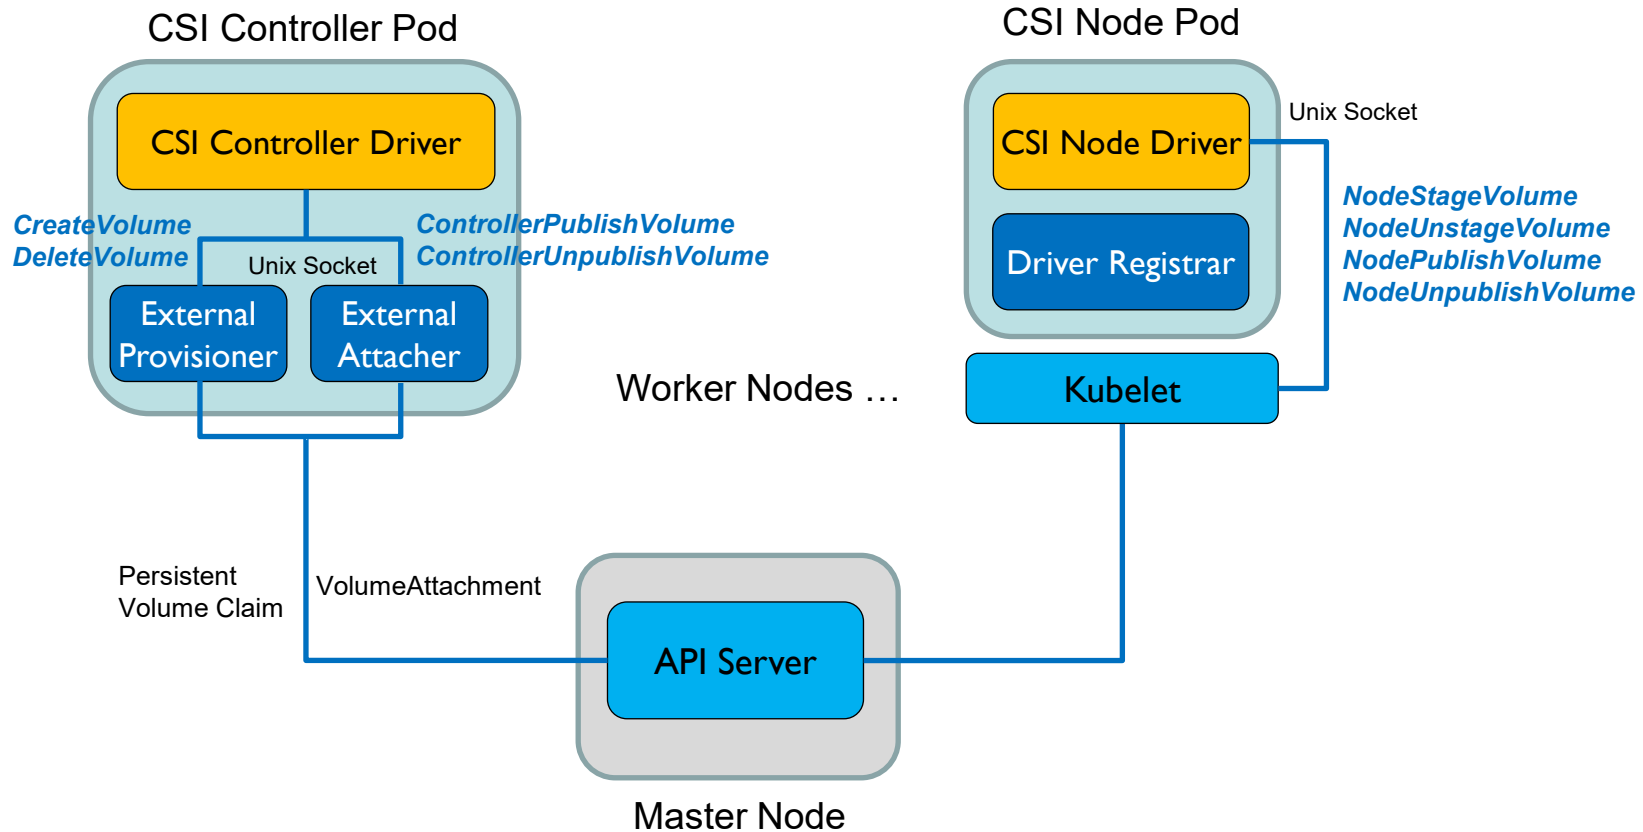 CSI Controller Pod
CSI Controller Driver
CreateVolume
DeleteVolume
Unix Socket
ControllerPublishVolume
ControllerUnpublishVolume
External
Provisioner
External
Attacher
CSI Node Pod
CSI Node Driver
Unix Socket
Driver Registrar
NodeStageVolume
NodeUnstageVolume
NodePublishVolume
NodeUnpublishVolume
Worker Nodes …
Kubelet
Persistent
Volume Claim
VolumeAttachment
API Server
Master Node